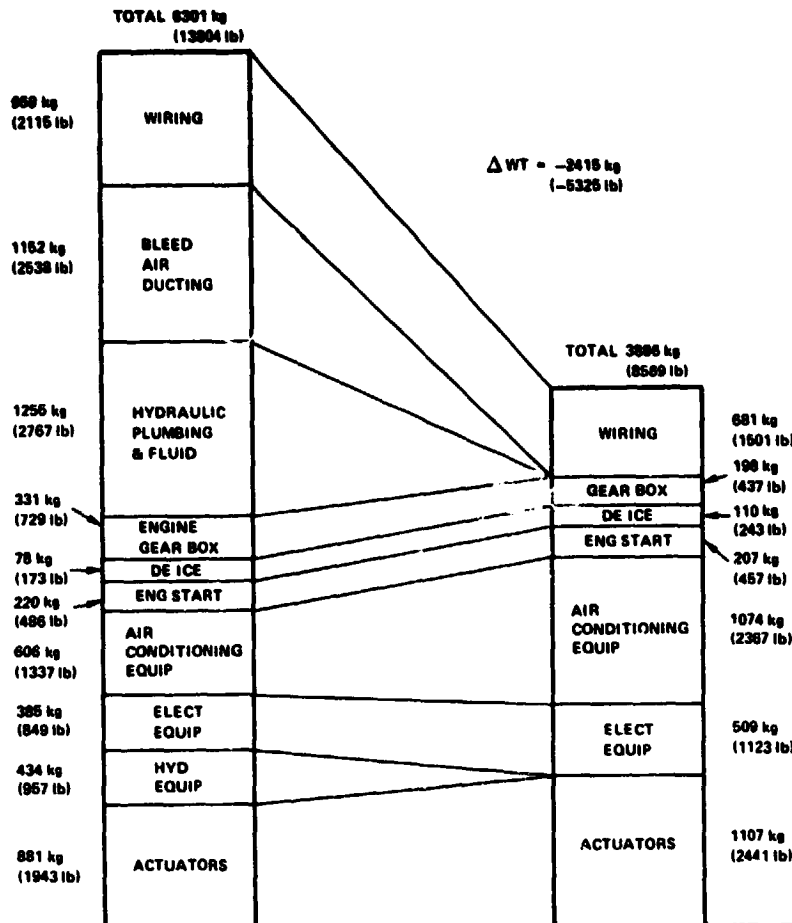 TOTAL 6301 kg
(13894 lb)
959 kg
(2115 lb)
WIRING
Δ WT = −2415 kg
(−5325 lb)
1152 kg
(2538 lb)
BLEED
AIR
DUCTING
TOTAL 3886 kg
(8569 lb)
1255 kg
(2767 lb)
HYDRAULIC
PLUMBING
& FLUID
WIRING
681 kg
(1501 lb)
331 kg
(729 lb)
ENGINE
GEAR BOX
GEAR BOX
198 kg
(437 lb)
78 kg
(173 lb)
DE ICE
DE ICE
110 kg
(243 lb)
220 kg
(486 lb)
ENG START
ENG START
207 kg
(457 lb)
606 kg
(1337 lb)
AIR
CONDITIONING
EQUIP
AIR
CONDITIONING
EQUIP
1074 kg
(2367 lb)
385 kg
(849 lb)
ELECT
EQUIP
ELECT
EQUIP
509 kg
(1123 lb)
434 kg
(957 lb)
HYD
EQUIP
881 kg
(1943 lb)
ACTUATORS
ACTUATORS
1107 kg
(2441 lb)